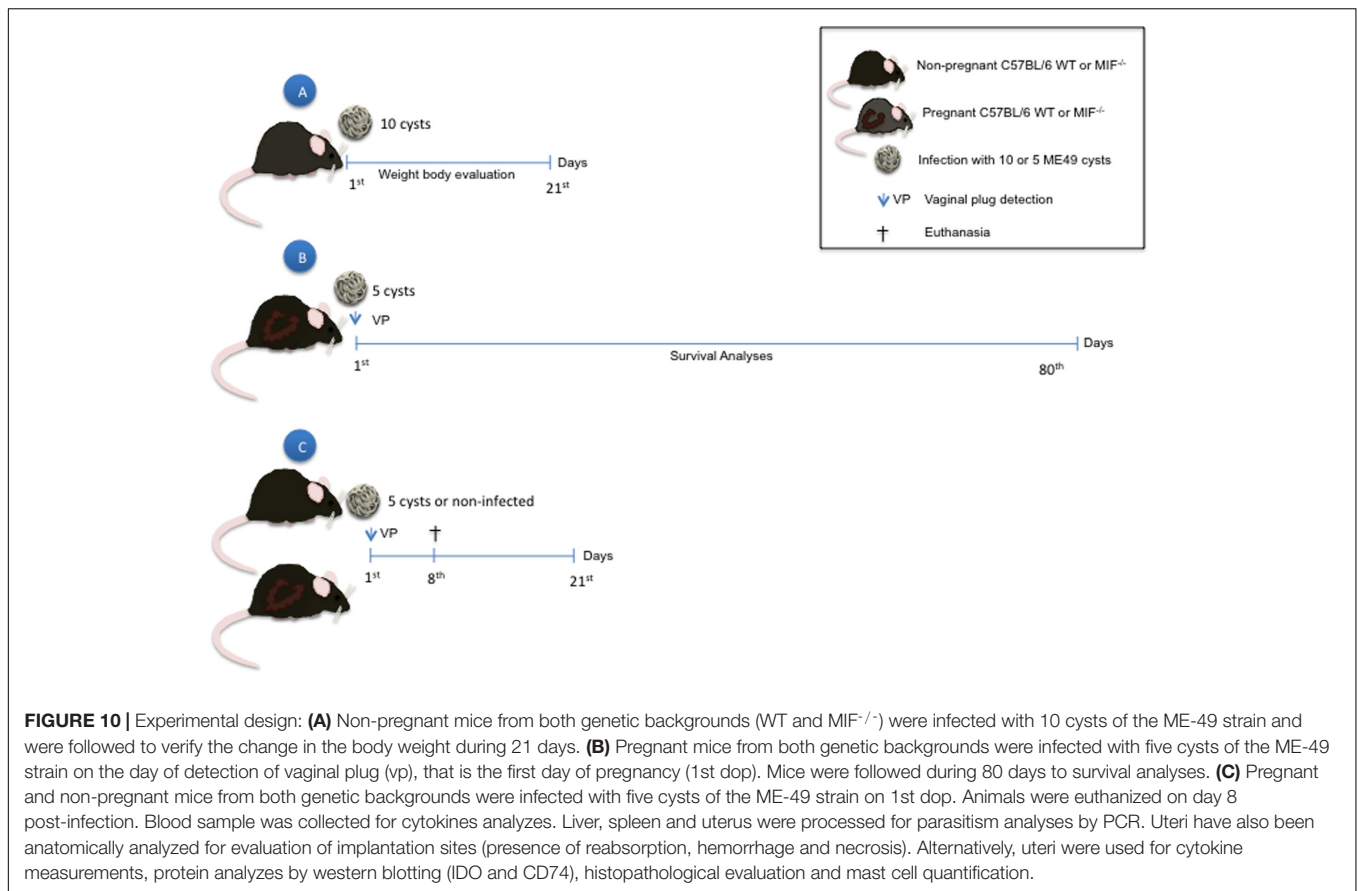 A
10 cysts
Days
1st
Weight body evaluation
21st
Non-pregnant C57BL/6 WT or MIF-/-
Pregnant C57BL/6 WT or MIF-/-
Infection with 10 or 5 ME49 cysts
VP Vaginal plug detection
Euthanasia
B
5 cysts
VP
Days
1st
Survival Analyses
80th
C
5 cysts or non-infected
VP
Days
1st
8th
21st
FIGURE 10 | Experimental design: (A) Non-pregnant mice from both genetic backgrounds (WT and MIF-/-) were infected with 10 cysts of the ME-49 strain and
were followed to verify the change in the body weight during 21 days. (B) Pregnant mice from both genetic backgrounds were infected with five cysts of the ME-49
strain on the day of detection of vaginal plug (vp), that is the first day of pregnancy (1st dop). Mice were followed during 80 days to survival analyses. (C) Pregnant
and non-pregnant mice from both genetic backgrounds were infected with five cysts of the ME-49 strain on 1st dop. Animals were euthanized on day 8
post-infection. Blood sample was collected for cytokines analyzes. Liver, spleen and uterus were processed for parasitism analyses by PCR. Uteri have also been
anatomically analyzed for evaluation of implantation sites (presence of reabsorption, hemorrhage and necrosis). Alternatively, uteri were used for cytokine
measurements, protein analyzes by western blotting (IDO and CD74), histopathological evaluation and mast cell quantification.